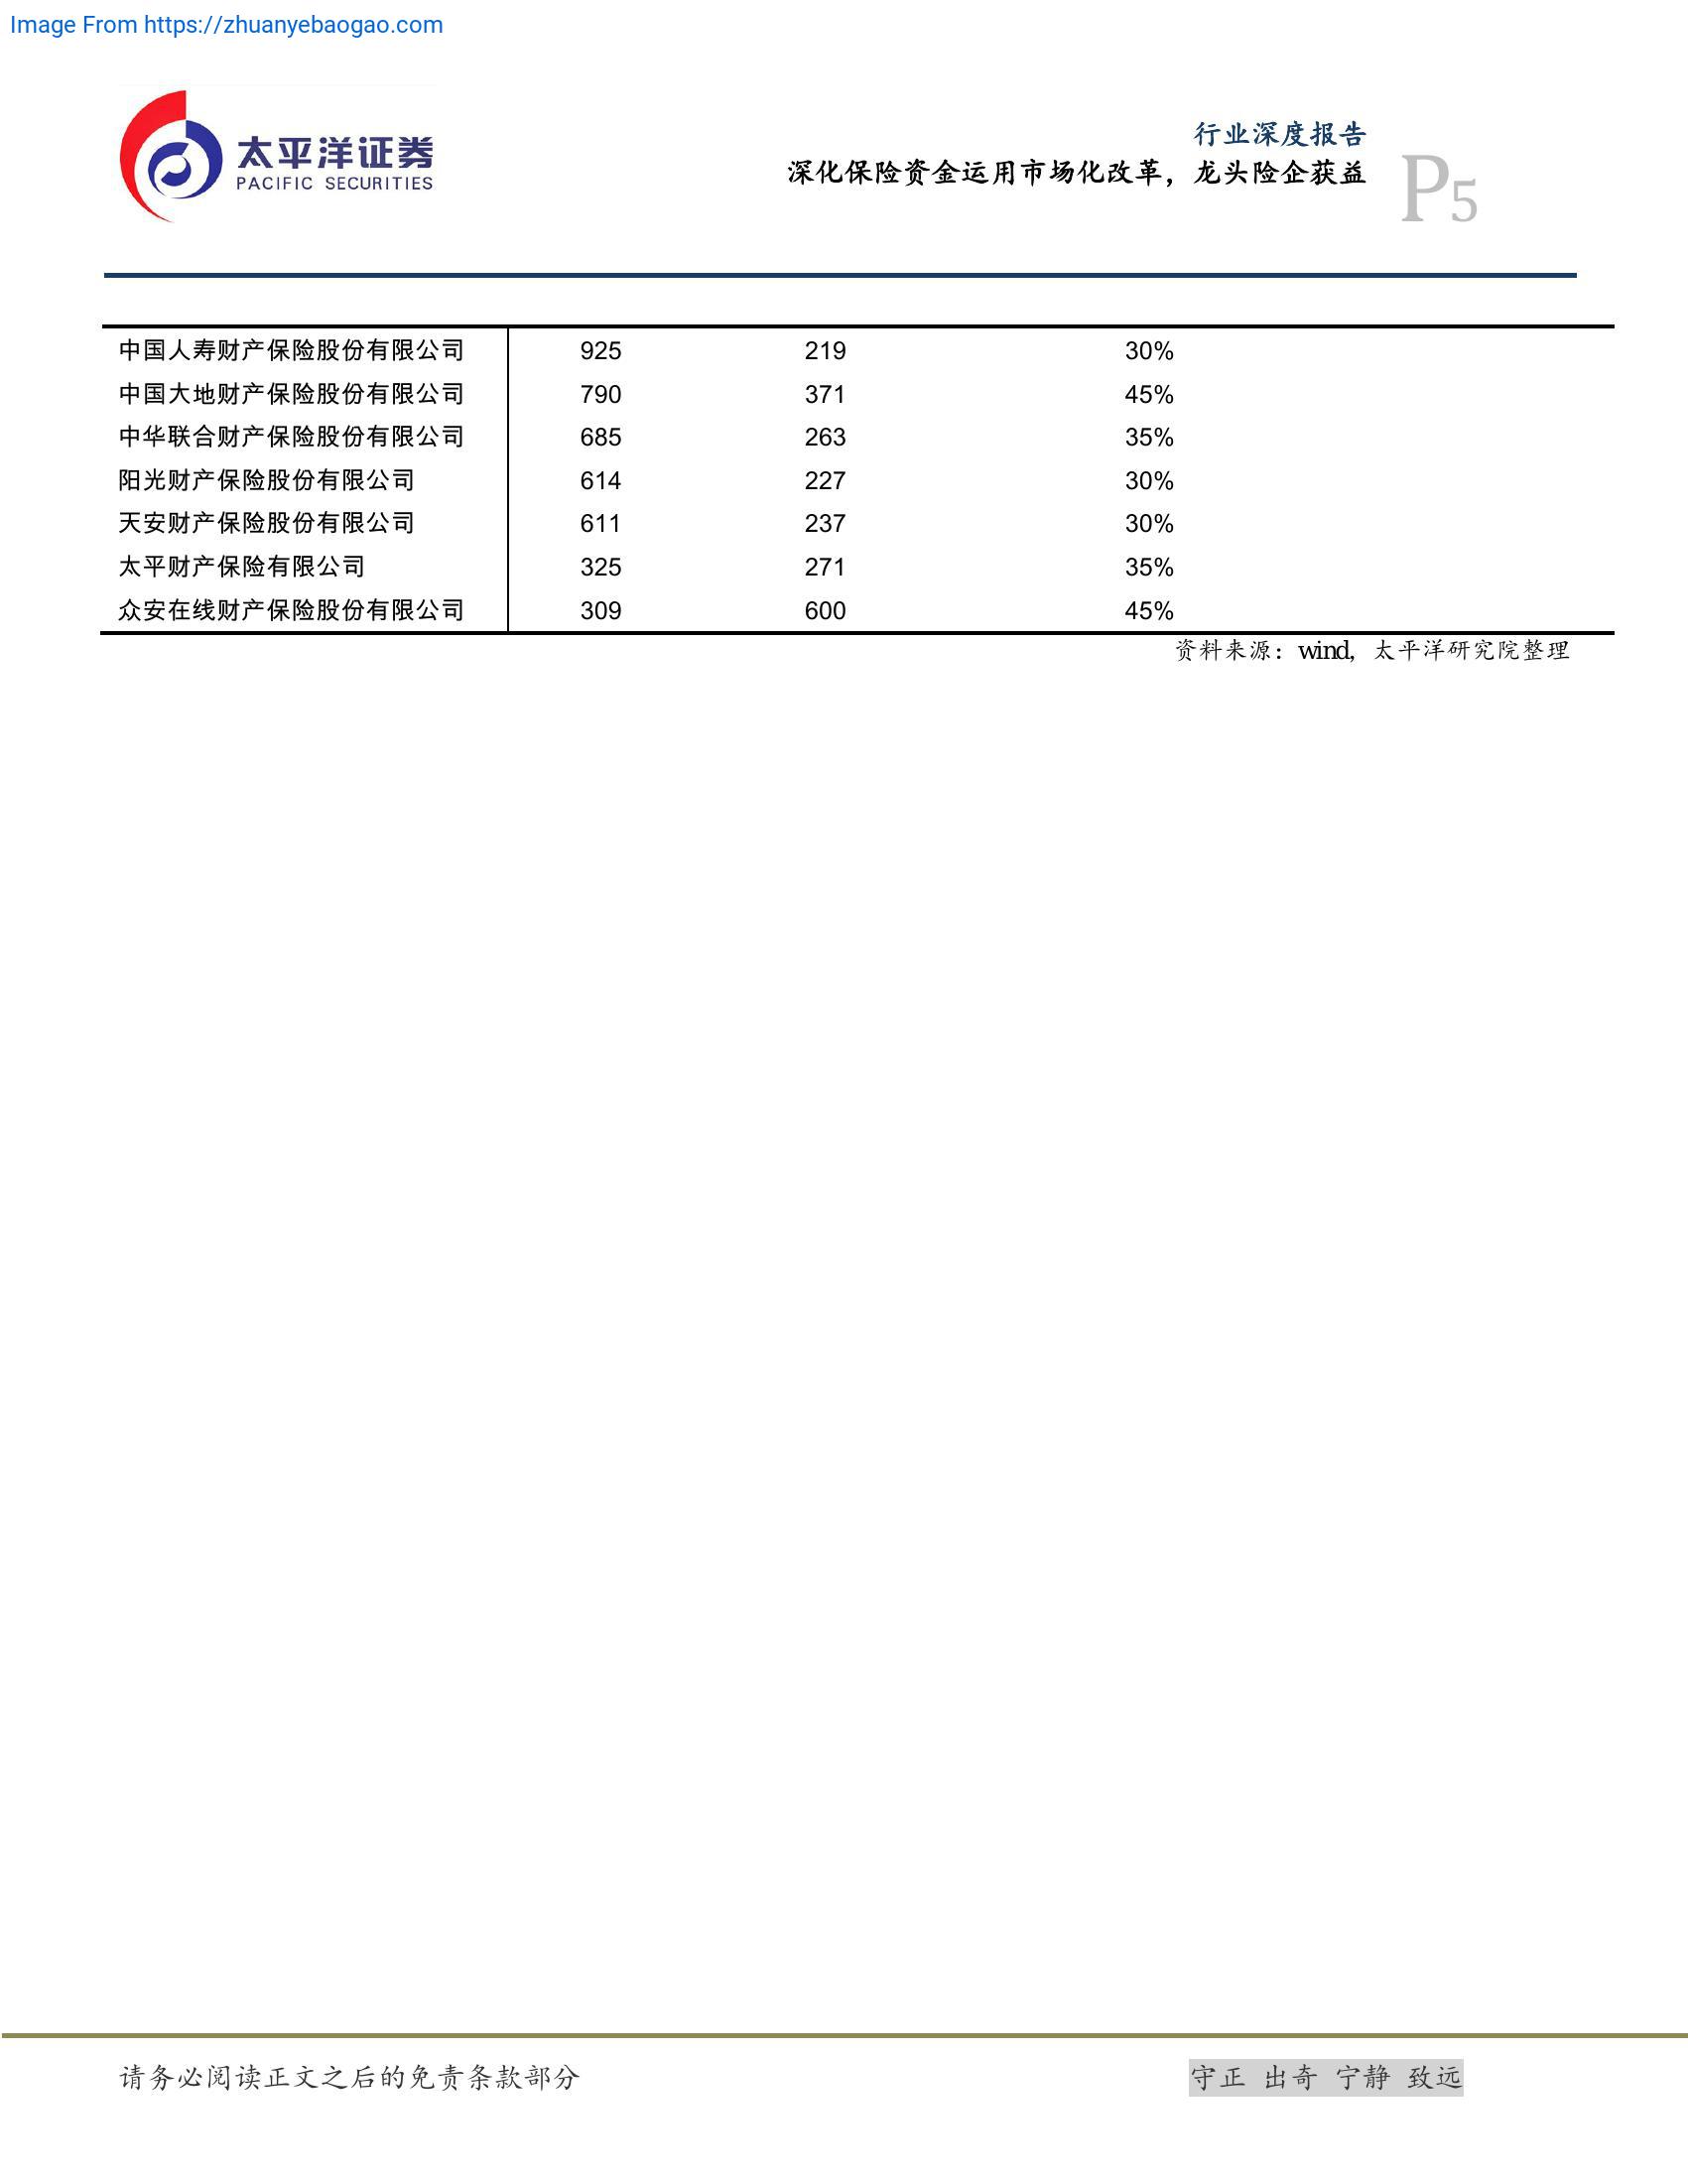 Image From https://zhuanyebaogao.com
太平洋证券
PACIFIC SECURITIES
行业深度报告
深化保险资金运用市场化改革，龙头险企获益
P5
中国人寿财产保险股份有限公司 925 219 30%
中国大地财产保险股份有限公司 790 371 45%
中华联合财产保险股份有限公司 685 263 35%
阳光财产保险股份有限公司 614 227 30%
天安财产保险股份有限公司 611 237 30%
太平财产保险有限公司 325 271 35%
众安在线财产保险股份有限公司 309 600 45%
资料来源：wind，太平洋研究院整理
请务必阅读正文之后的免责条款部分
守正 出奇 宁静 致远